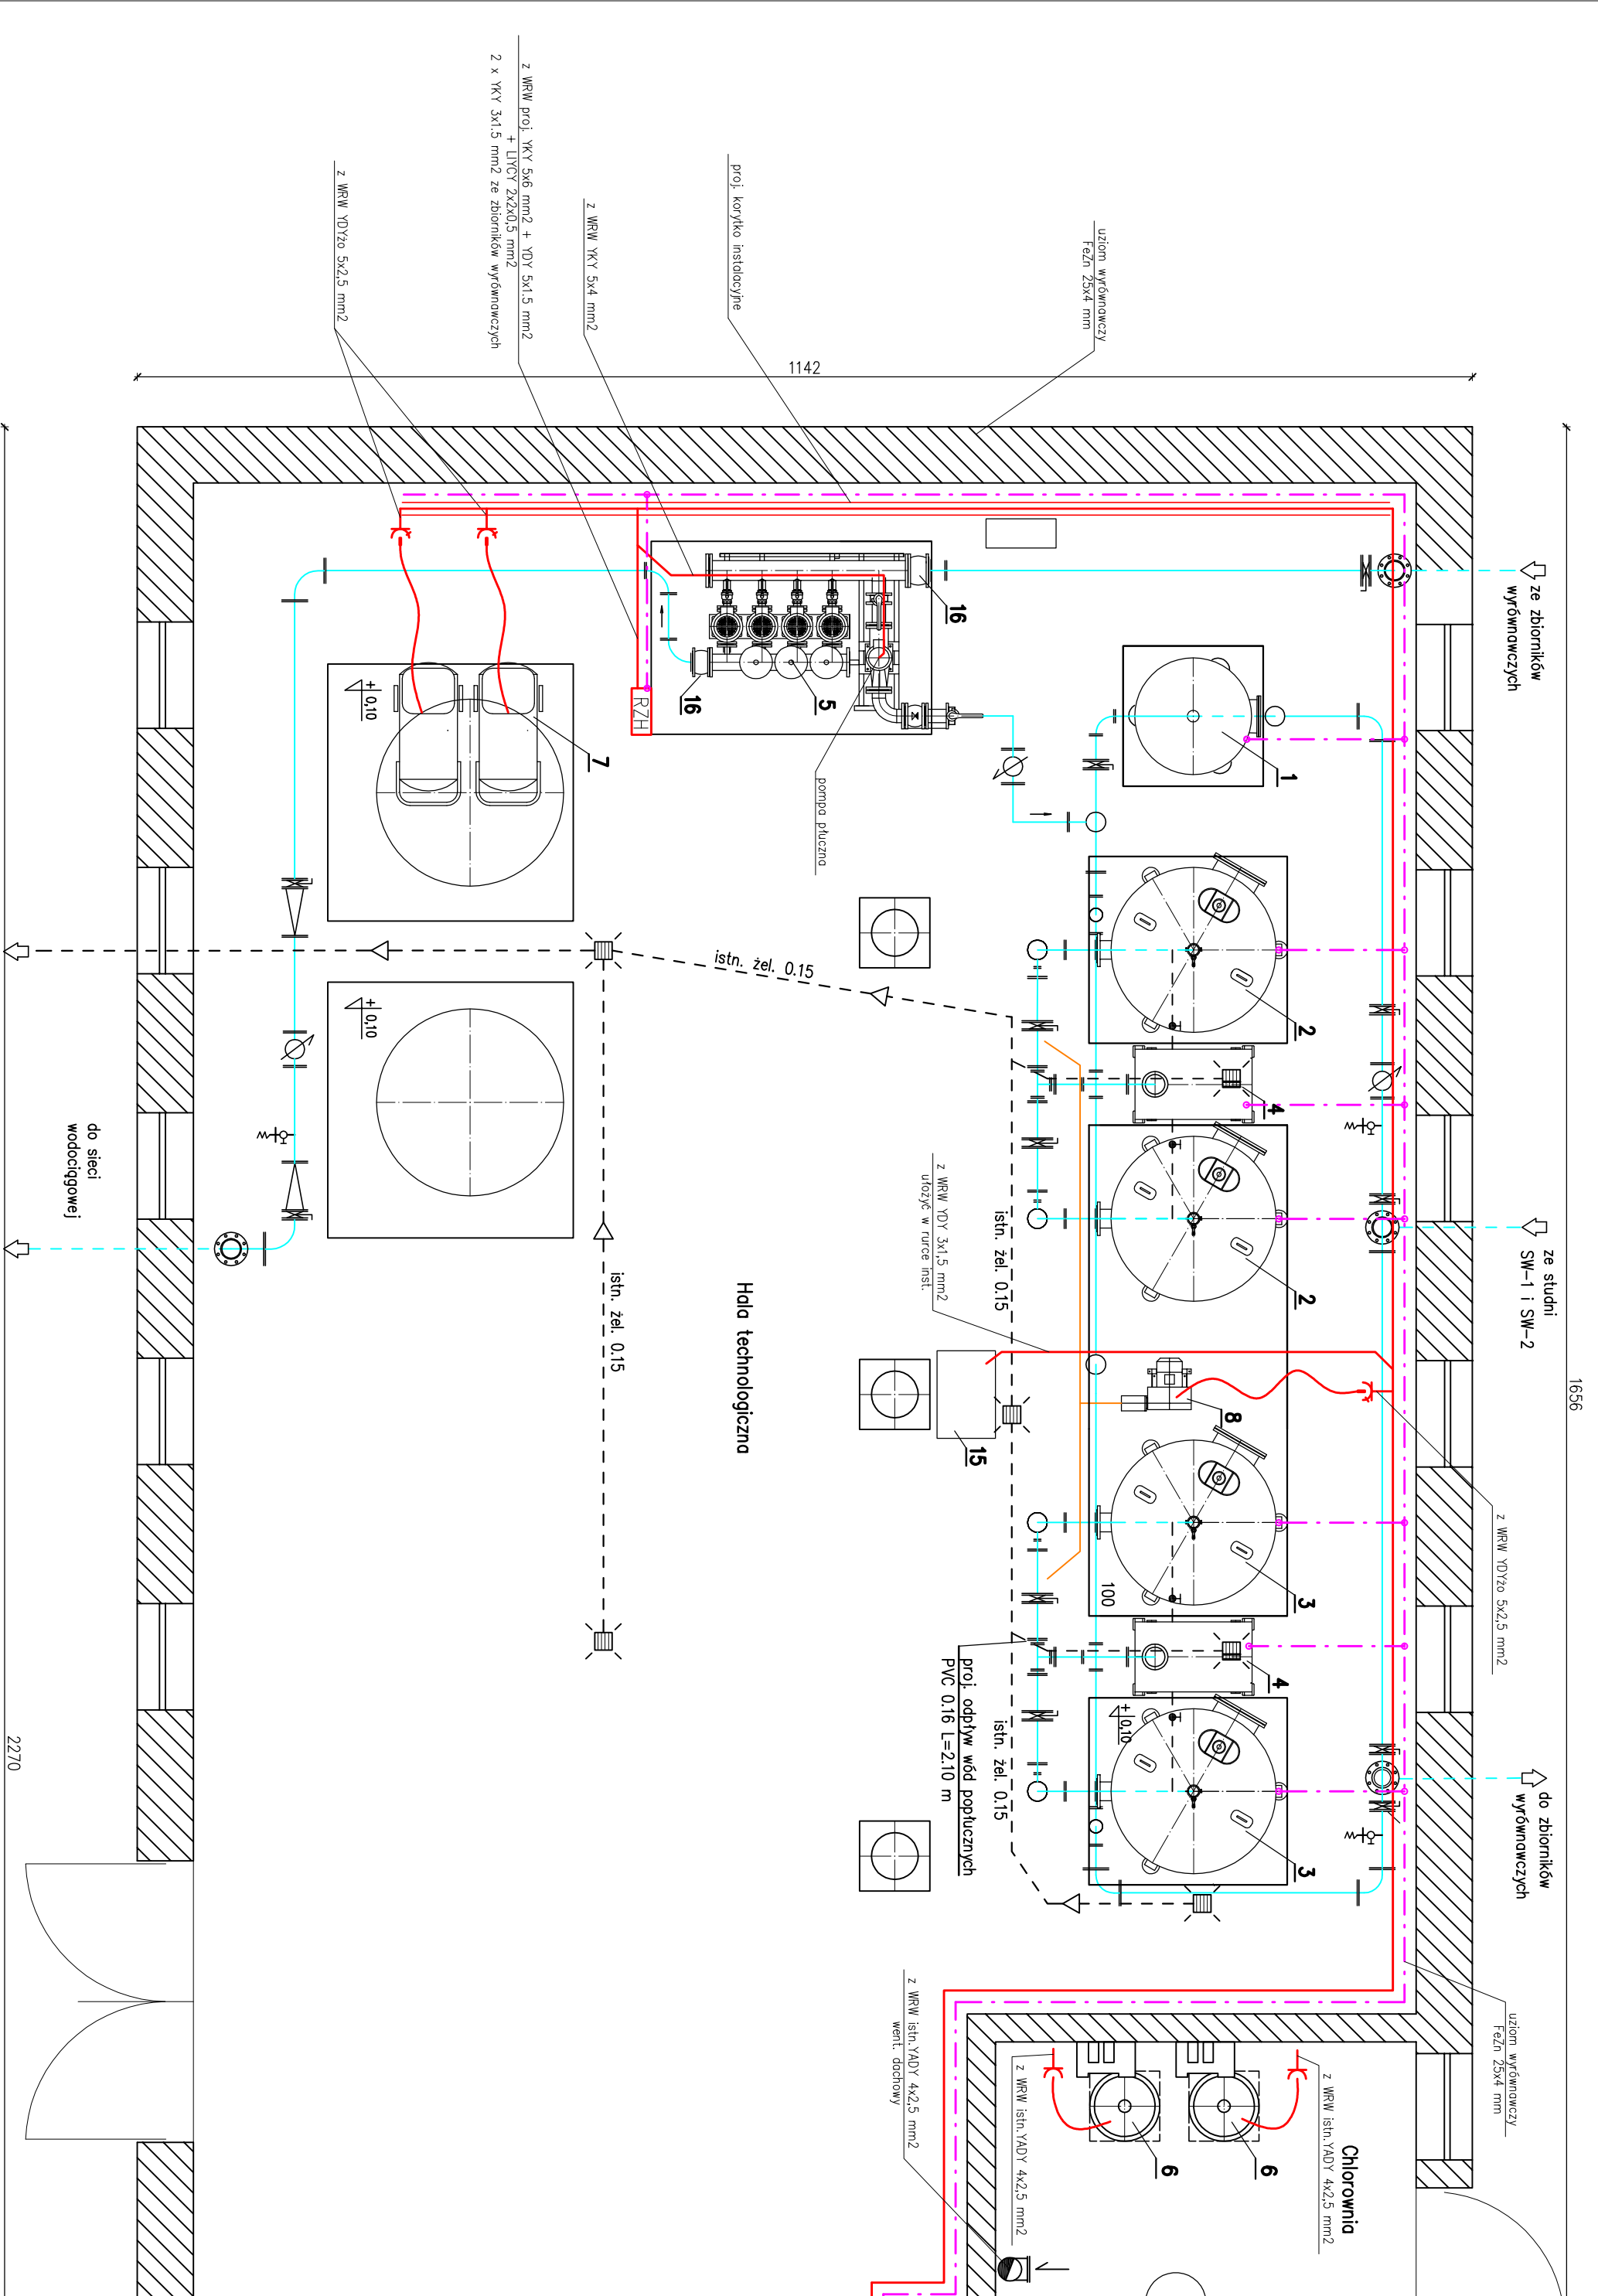 z WRW proj. YKY 5x6 mm2 + YDY 5x1.5 mm2
+ LIYCY 2x2x0,5 mm2
2 x YKY 3x1.5 mm2 ze zbiorników wyrównawczych
z WRW YDYżo 5x2,5 mm2
z WRW YKY 5x4 mm2
proj. korytko instalacyjne
uziom wyrównawczy
FeZn 25x4 mm
1142
ze zbiorników
wyrównawczych
16
16
5
RZH
pompa płuczna
1
7
+
0,10
+
0,10
istn. żel. 0.15
2
4
2
z WRW YDY 3x1,5 mm2
ułożyć w rurce inst.
istn. żel. 0.15
do sieci
wodociągowej
istn. żel. 0.15
Hala technologiczna
ze studni
SW-1 i SW-2
1656
8
15
z WRW YDYżo 5x2,5 mm2
100
3
4
+
0,10
proj. odpływ wód popłucznych
PVC 0.16 L=2.10 m
istn. żel. 0.15
3
do zbiorników
wyrównawczych
2270
uziom wyrównawczy
FeZn 25x4 mm
z WRW istn.YADY 4x2,5 mm2
went. dachowy
z WRW istn.YADY 4x2,5 mm2
z WRW istn.YADY 4x2,5 mm2
6
6
Chlorownia